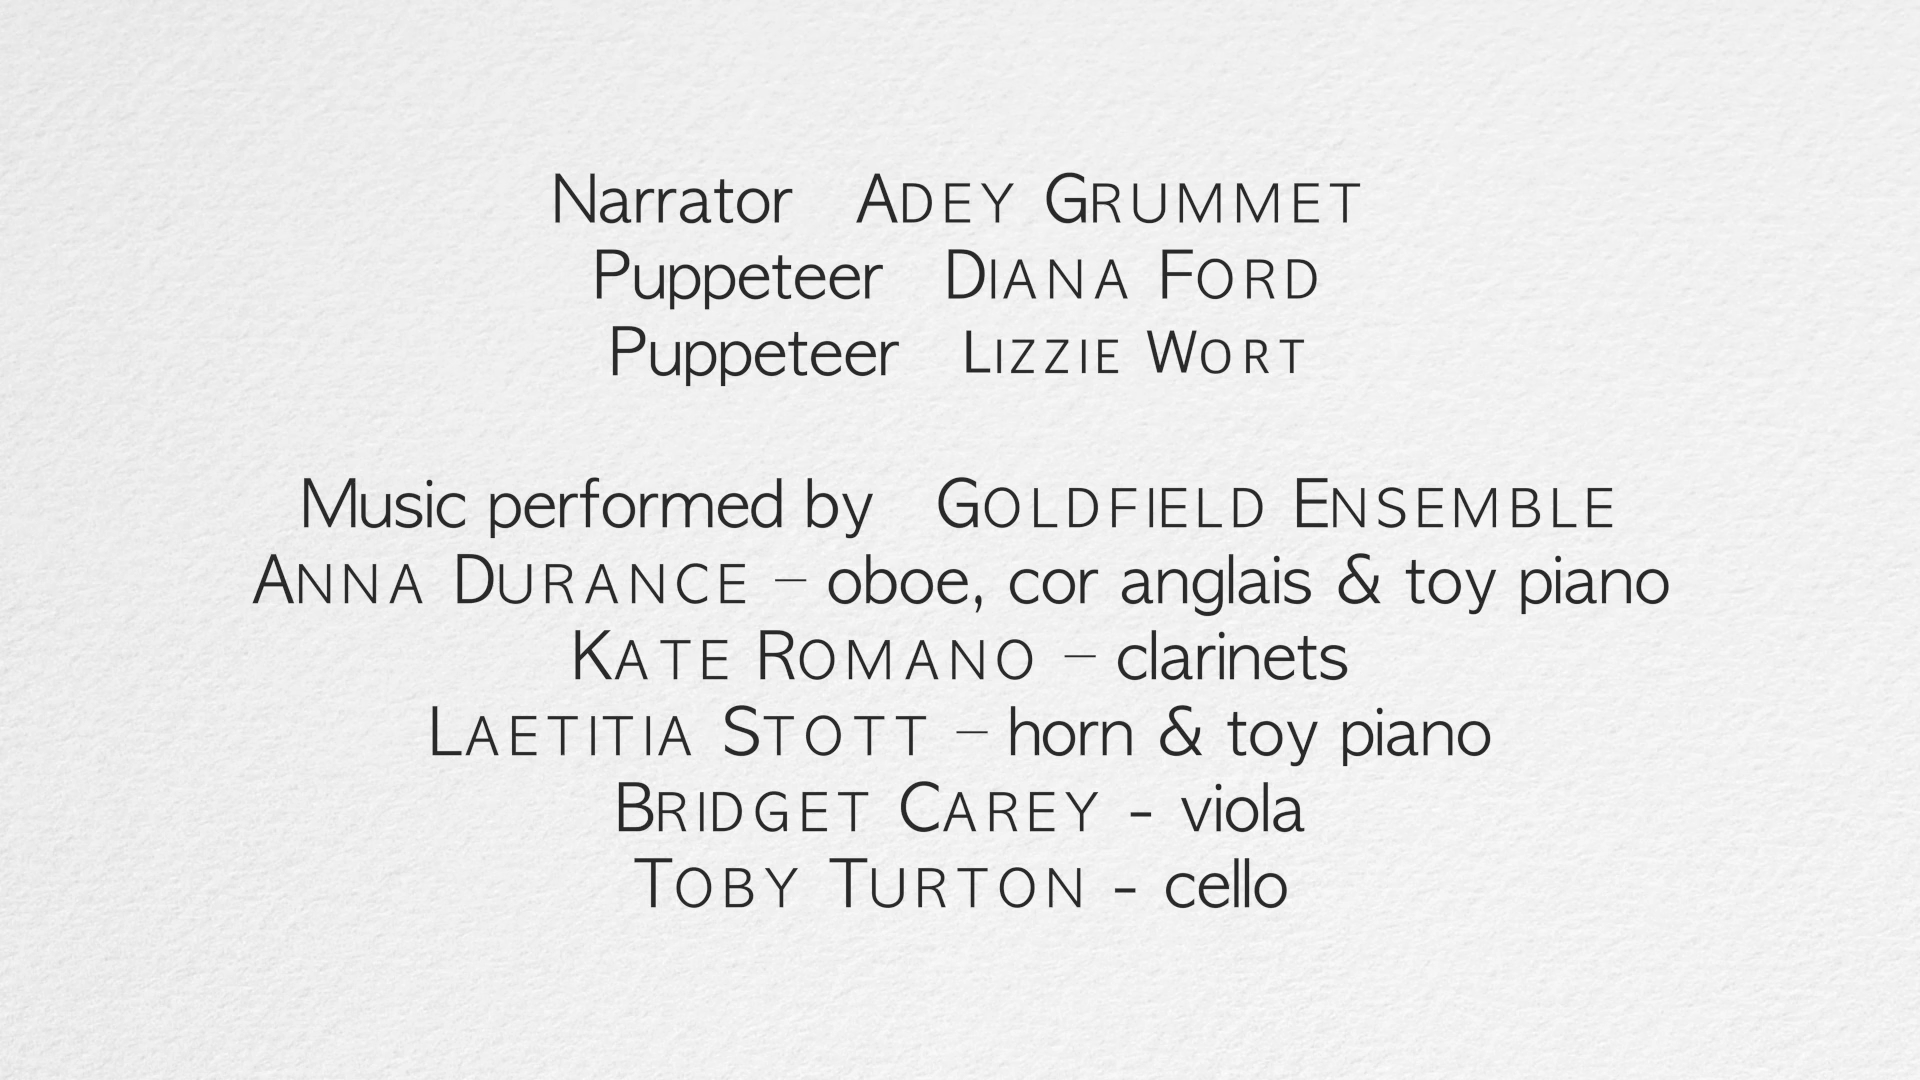 Narrator Adey Grummet
Puppeteer Diana Ford
Puppeteer Lizzie Wort
Music performed by Goldfield Ensemble
Anna Durance – oboe, cor anglais & toy piano
Kate Romano – clarinets
Laetitia Stott – horn & toy piano
Bridget Carey - viola
Toby Turton - cello